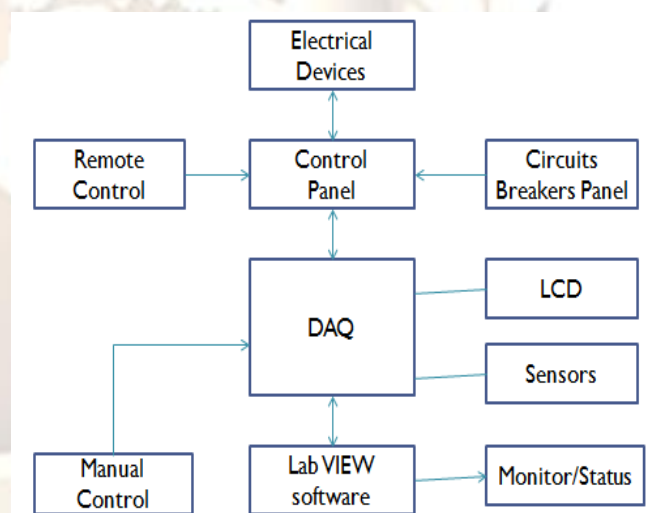 Electrical
Devices
Remote
Control
Control
Panel
Circuits
Breakers Panel
DAQ
LCD
Sensors
Manual
Control
Lab VIEW
software
Monitor/Status